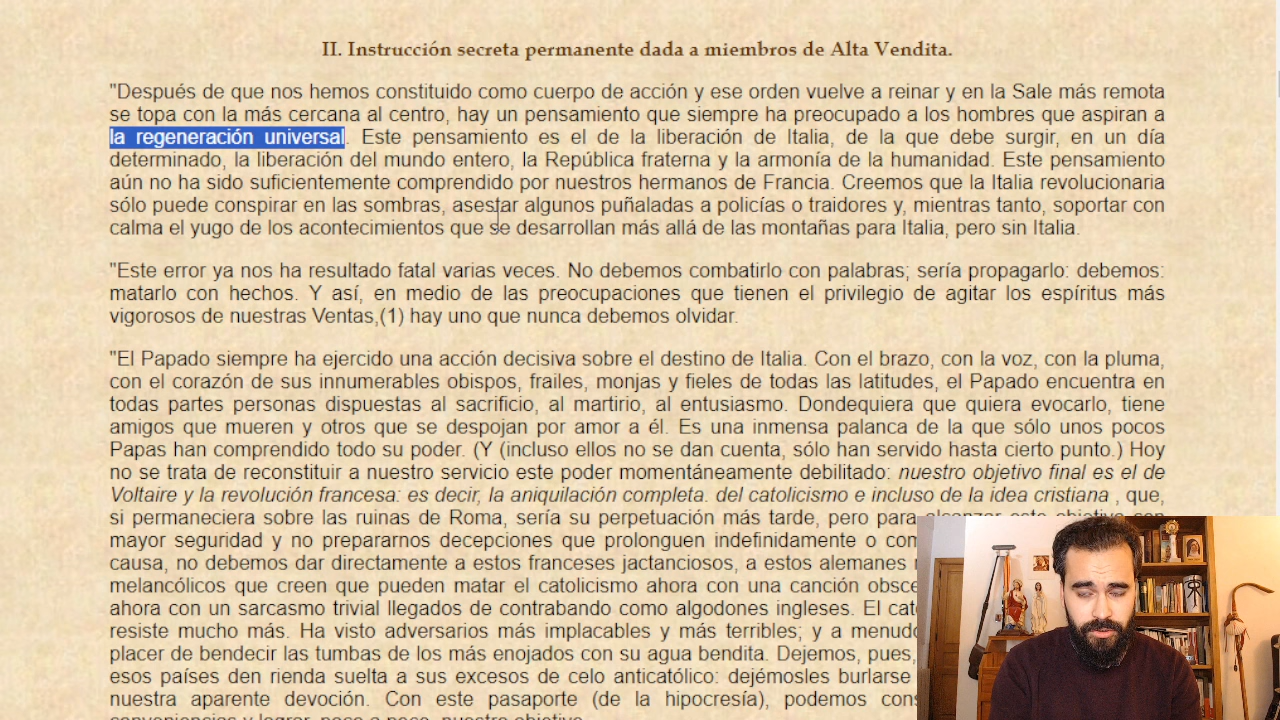 II. Instrucción secreta permanente dada a miembros de Alta Vendita.
"Después de que nos hemos constituido como cuerpo de acción y ese orden vuelve a reinar y en la Sale más remota
se topa con la más cercana al centro, hay un pensamiento que siempre ha preocupado a los hombres que aspiran a
la regeneración universal. Este pensamiento es el de la liberación de Italia, de la que debe surgir, en un día
determinado, la liberación del mundo entero, la República fraterna y la armonía de la humanidad. Este pensamiento
aún no ha sido suficientemente comprendido por nuestros hermanos de Francia. Creemos que la Italia revolucionaria
sólo puede conspirar en las sombras, asestar algunos puñaladas a policías o traidores y, mientras tanto, soportar con
calma el yugo de los acontecimientos que se desarrollan más allá de las montañas para Italia, pero sin Italia.
"Este error ya nos ha resultado fatal varias veces. No debemos combatirlo con palabras; sería propagarlo: debemos:
matarlo con hechos. Y así, en medio de las preocupaciones que tienen el privilegio de agitar los espíritus más
vigorosos de nuestras Ventas,(1) hay uno que nunca debemos olvidar.
"El Papado siempre ha ejercido una acción decisiva sobre el destino de Italia. Con el brazo, con la voz, con la pluma,
con el corazón de sus innumerables obispos, frailes, monjas y fieles de todas las latitudes, el Papado encuentra en
todas partes personas dispuestas al sacrificio, al martirio, al entusiasmo. Dondequiera que quiera evocarlo, tiene
amigos que mueren y otros que se despojan por amor a él. Es una inmensa palanca de la que sólo unos pocos
Papas han comprendido todo su poder. (Y (incluso ellos no se dan cuenta, sólo han servido hasta cierto punto.) Hoy
no se trata de reconstituir a nuestro servicio este poder momentáneamente debilitado: nuestro objetivo final es el de
Voltaire y la revolución francesa: es decir, la aniquilación completa. del catolicismo e incluso de la idea cristiana , que,
si permaneciera sobre las ruinas de Roma, sería su perpetuación más tarde, pero para alcanzar este objetivo con
mayor seguridad y no prepararnos decepciones que prolonguen indefinidamente o com
causa, no debemos dar directamente a estos franceses jactanciosos, a estos alemanes
melancólicos que creen que pueden matar el catolicismo ahora con una canción obsce
ahora con un sarcasmo trivial llegados de contrabando como algodones ingleses. El cat
resiste mucho más. Ha visto adversarios más implacables y más terribles; y a menudo
placer de bendecir las tumbas de los más enojados con su agua bendita. Dejemos, pues,
esos países den rienda suelta a sus excesos de celo anticatólico: dejémosles burlarse
nuestra aparente devoción. Con este pasaporte (de la hipocresía), podemos cons
conveniencias y lograr, poco a poco, nuestro objetivo.